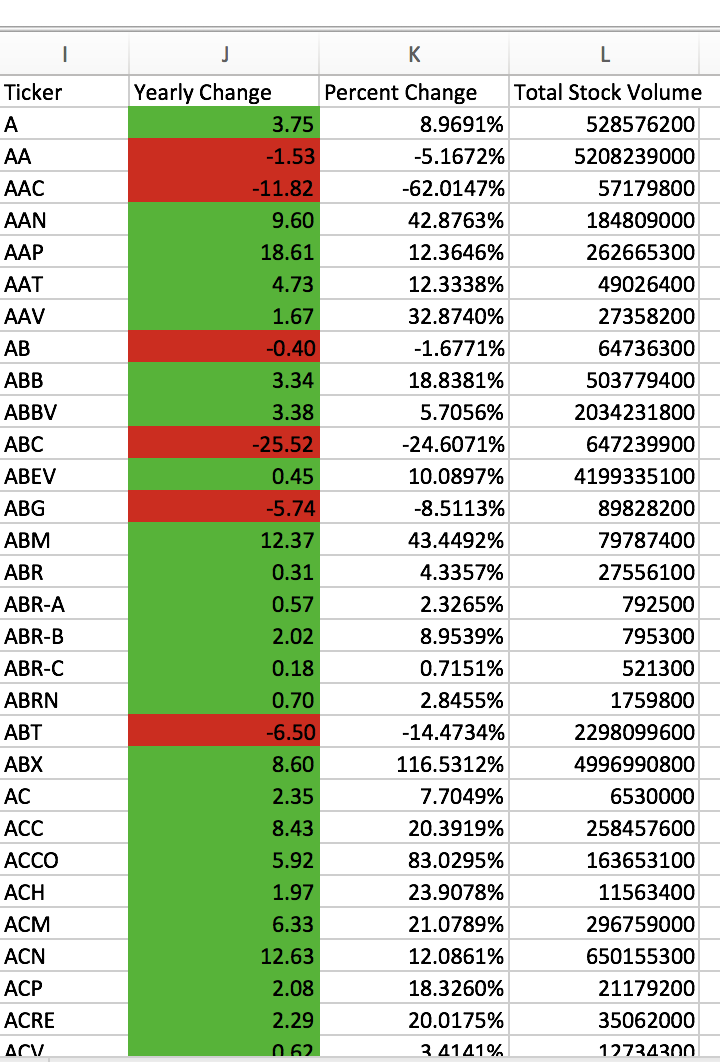 I J K L
Ticker Yearly Change Percent Change Total Stock Volume
A 3.75 8.9691% 528576200
AA -1.53 -5.1672% 5208239000
AAC -11.82 -62.0147% 57179800
AAN 9.60 42.8763% 184809000
AAP 18.61 12.3646% 262665300
AAT 4.73 12.3338% 49026400
AAV 1.67 32.8740% 27358200
AB -0.40 -1.6771% 64736300
ABB 3.34 18.8381% 503779400
ABBV 3.38 5.7056% 2034231800
ABC -25.52 -24.6071% 647239900
ABEV 0.45 10.0897% 4199335100
ABG -5.74 -8.5113% 89828200
ABM 12.37 43.4492% 79787400
ABR 0.31 4.3357% 27556100
ABR-A 0.57 2.3265% 792500
ABR-B 2.02 8.9539% 795300
ABR-C 0.18 0.7151% 521300
ABRN 0.70 2.8455% 1759800
ABT -6.50 -14.4734% 2298099600
ABX 8.60 116.5312% 4996990800
AC 2.35 7.7049% 6530000
ACC 8.43 20.3919% 258457600
ACCO 5.92 83.0295% 163653100
ACH 1.97 23.9078% 11563400
ACM 6.33 21.0789% 296759000
ACN 12.63 12.0861% 650155300
ACP 2.08 18.3260% 21179200
ACRE 2.29 20.0175% 35062000
ACV 0.62 3.4141% 12734300